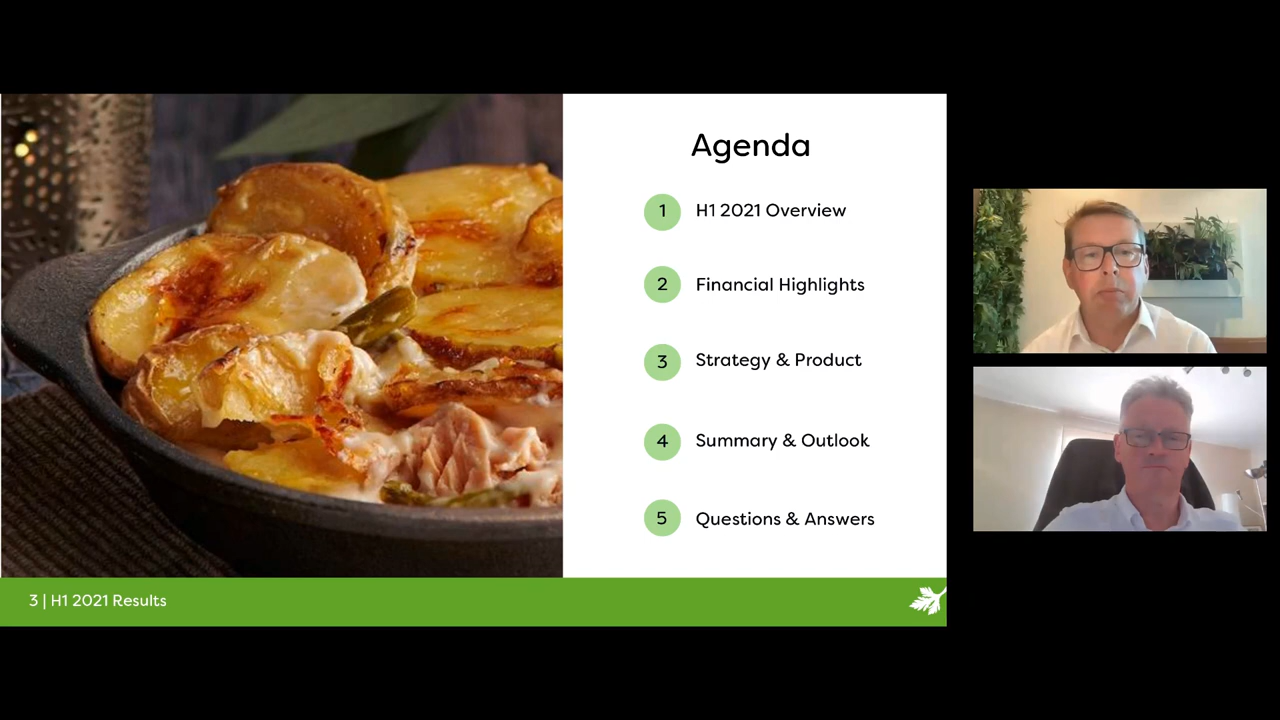 Agenda
1 H1 2021 Overview
2 Financial Highlights
3 Strategy & Product
4 Summary & Outlook
5 Questions & Answers
3 | H1 2021 Results